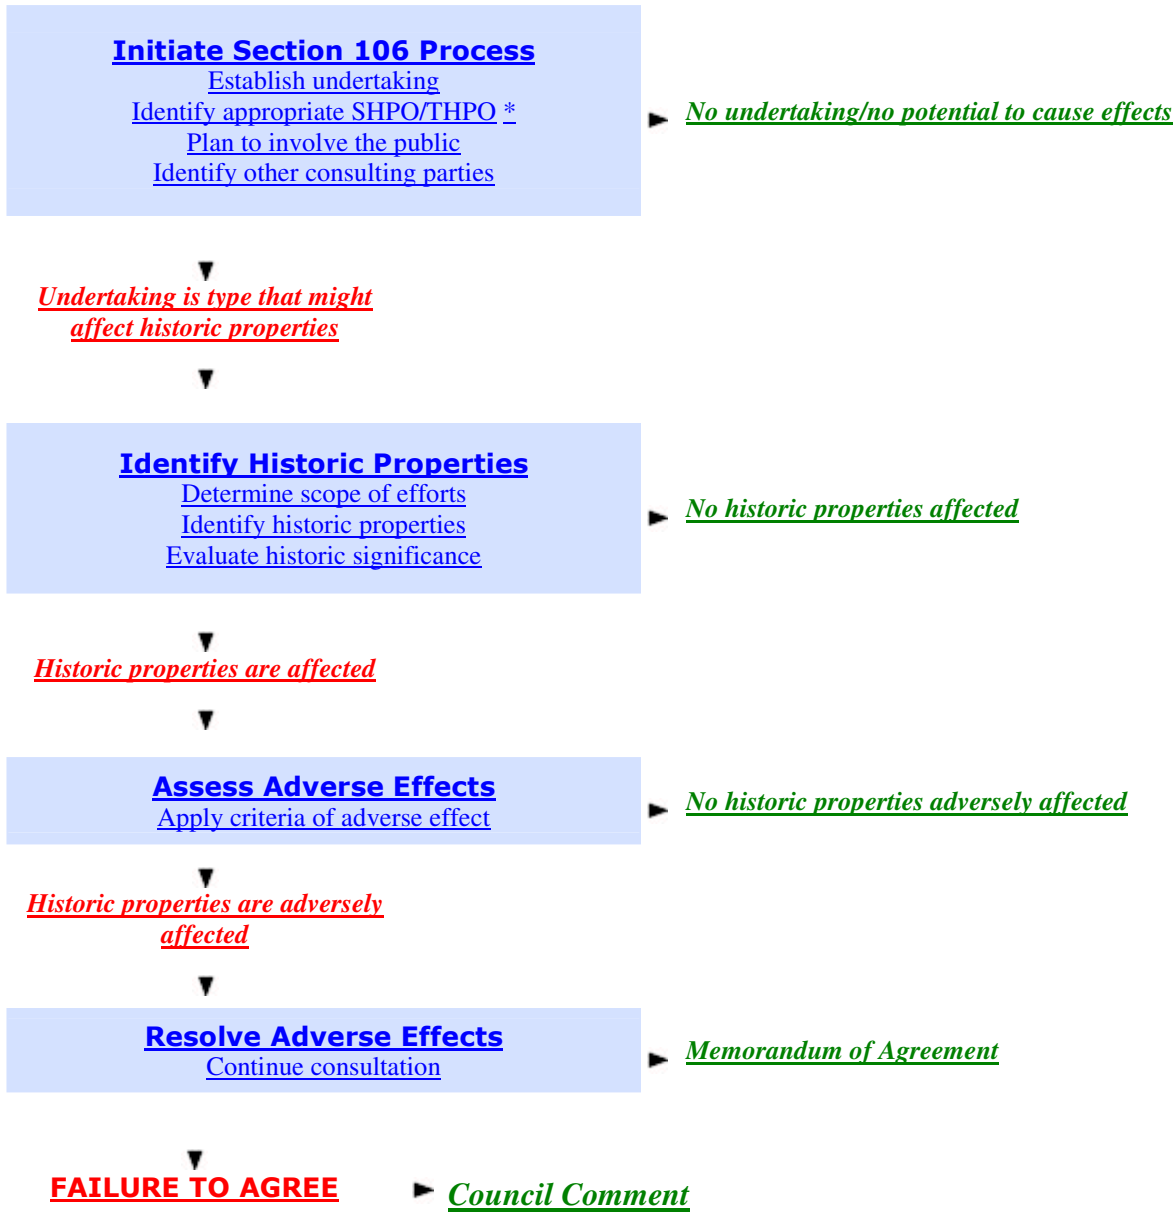 Initiate Section 106 Process
Establish undertaking
Identify appropriate SHPO/THPO *
Plan to involve the public
Identify other consulting parties
No undertaking/no potential to cause effects
Undertaking is type that might
affect historic properties
Identify Historic Properties
Determine scope of efforts
Identify historic properties
Evaluate historic significance
No historic properties affected
Historic properties are affected
Assess Adverse Effects
Apply criteria of adverse effect
No historic properties adversely affected
Historic properties are adversely
affected
Resolve Adverse Effects
Continue consultation
Memorandum of Agreement
FAILURE TO AGREE
Council Comment